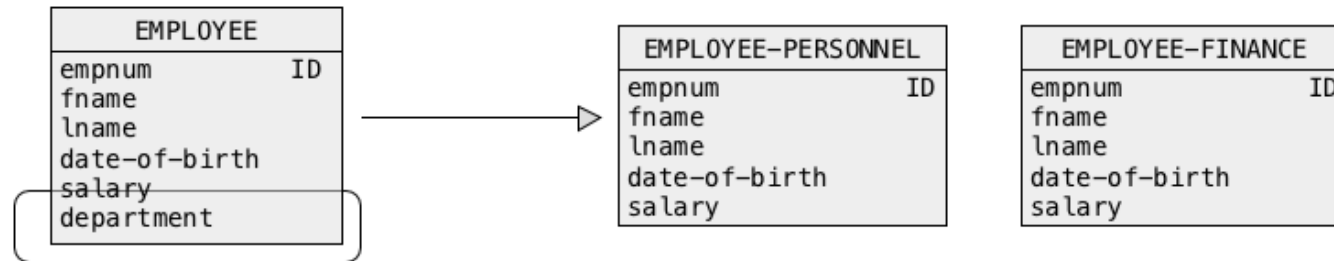 EMPLOYEE
empnum ID
fname
lname
date-of-birth
salary
department
EMPLOYEE-PERSONNEL
empnum ID
fname
lname
date-of-birth
salary
EMPLOYEE-FINANCE
empnum ID
fname
lname
date-of-birth
salary